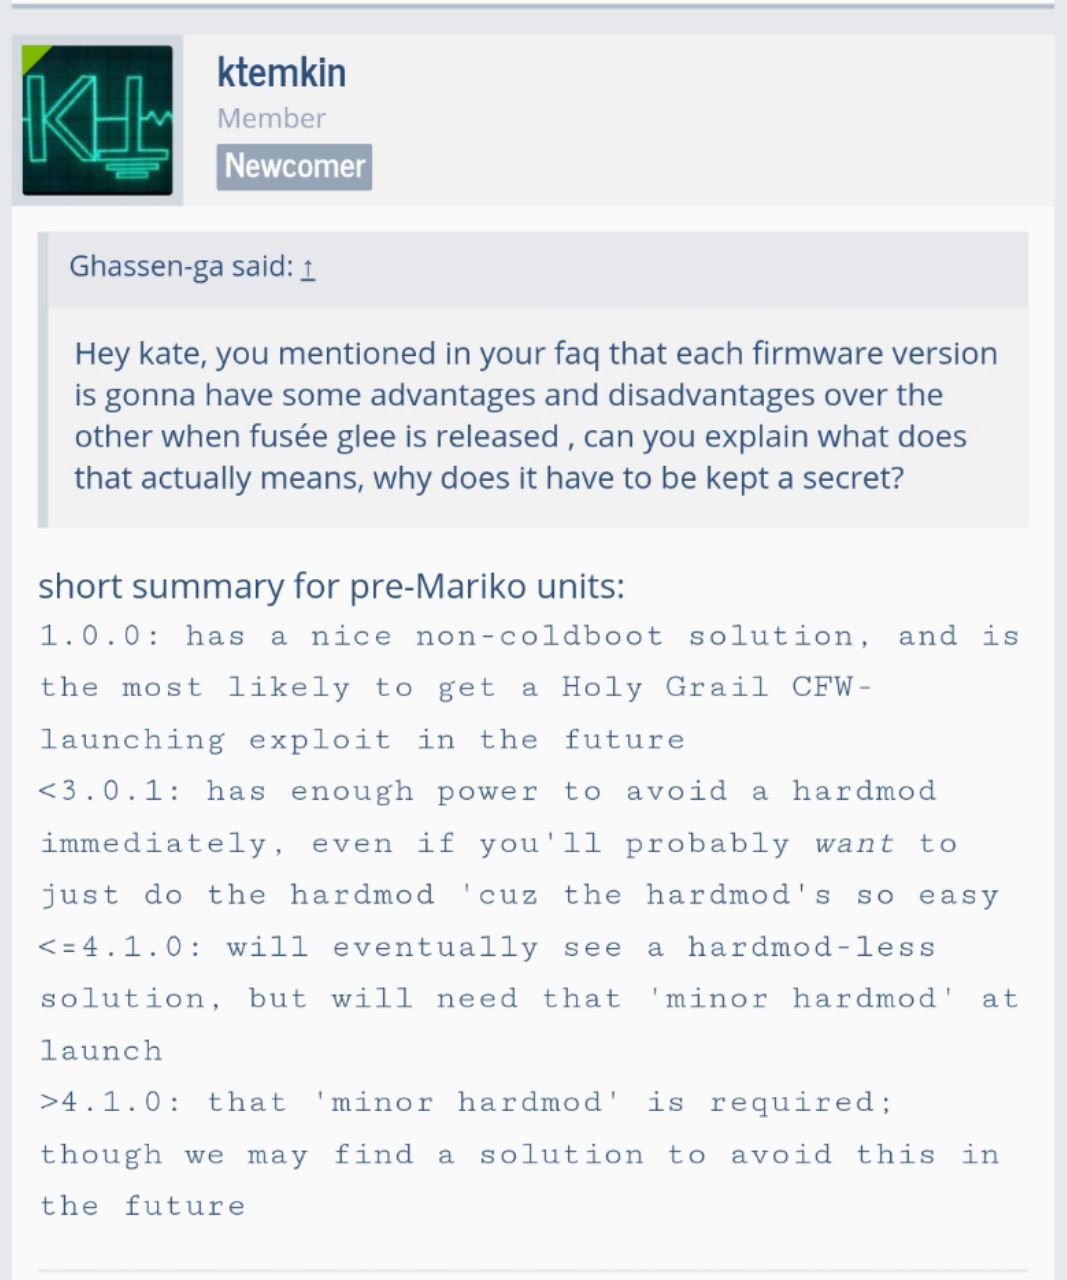 ktemkin
Member
Newcomer
Ghassen-ga said: ↑
Hey kate, you mentioned in your faq that each firmware version
is gonna have some advantages and disadvantages over the
other when fusée glee is released , can you explain what does
that actually means, why does it have to be kept a secret?
short summary for pre-Mariko units:
1.0.0: has a nice non-coldboot solution, and is
the most likely to get a Holy Grail CFW-
launching exploit in the future
<3.0.1: has enough power to avoid a hardmod
immediately, even if you'll probably want to
just do the hardmod 'cuz the hardmod's so easy
<=4.1.0: will eventually see a hardmod-less
solution, but will need that 'minor hardmod' at
launch
>4.1.0: that 'minor hardmod' is required;
though we may find a solution to avoid this in
the future